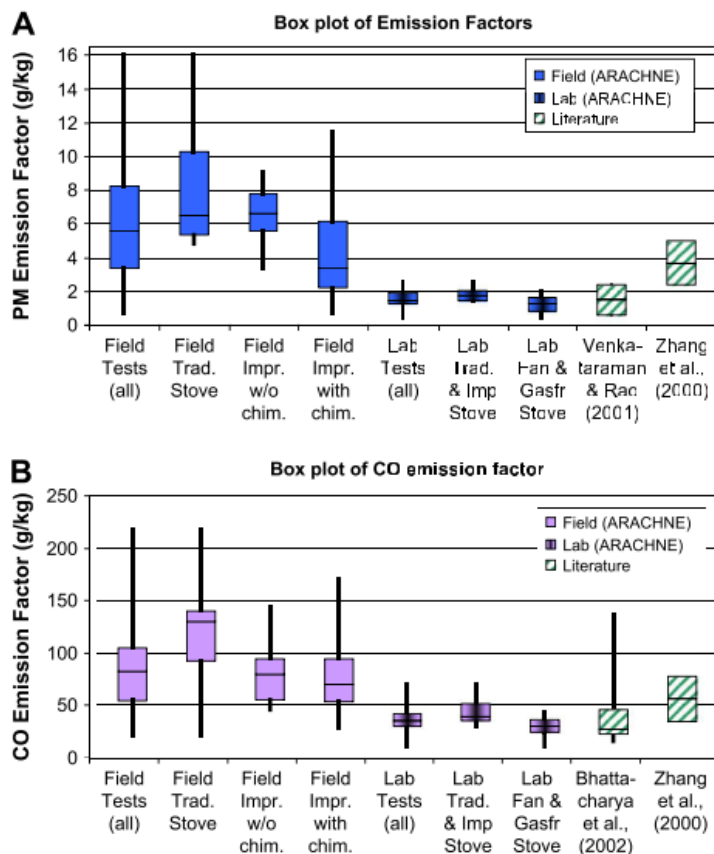 A
Box plot of Emission Factors
PM Emission Factor (g/kg)
16
14
12
10
8
6
4
2
0
Field (ARACHNE)
Lab (ARACHNE)
Literature
Field Tests (all)
Field Trad. Stove
Field Impr. w/o chim.
Field Impr. with chim.
Lab Tests (all)
Lab Trad. & Imp Stove
Lab Fan & Gasfr Stove
Venka-taraman & Rao (2001)
Zhang et al., (2000)
B
Box plot of CO emission factor
CO Emission Factor (g/kg)
250
200
150
100
50
0
Field (ARACHNE)
Lab (ARACHNE)
Literature
Field Tests (all)
Field Trad. Stove
Field Impr. w/o chim.
Field Impr. with chim.
Lab Tests (all)
Lab Trad. & Imp Stove
Lab Fan & Gasfr Stove
Bhatta-charya et al., (2002)
Zhang et al., (2000)